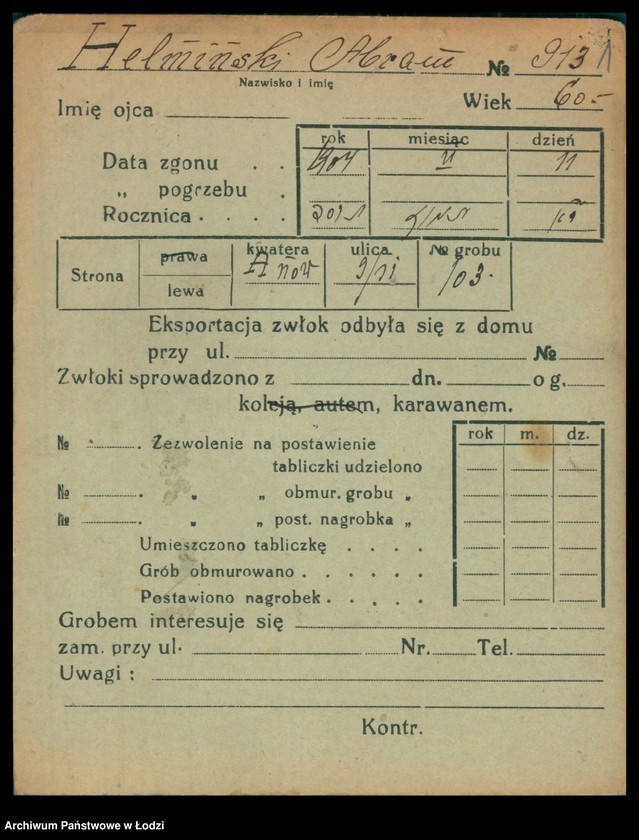 Helmiński Abram № 913
Nazwisko i imię
Imię ojca Wiek 60.-
rok miesiąc dzień
Data zgonu . . II 11
„ pogrzebu .
Rocznica . . . .
Strona prawa lewa kwatera ulica № grobu
A 103.
Eksportacja zwłok odbyła się z domu
przy ul. №
Zwłoki sprowadzono z dn. o g.
koleją, autem, karawanem.
rok m. dz.
№ . Zezwolenie na postawienie
tabliczki udzielono
№ . „ „ obmur. grobu „
№ . „ „ post. nagrobka „
Umieszczono tabliczkę . . . .
Grób obmurowano . . . . . .
Postawiono nagrobek . . . . .
Grobem interesuje się
zam. przy ul. Nr. Tel.
Uwagi :
Kontr.
Archiwum Państwowe w Łodzi